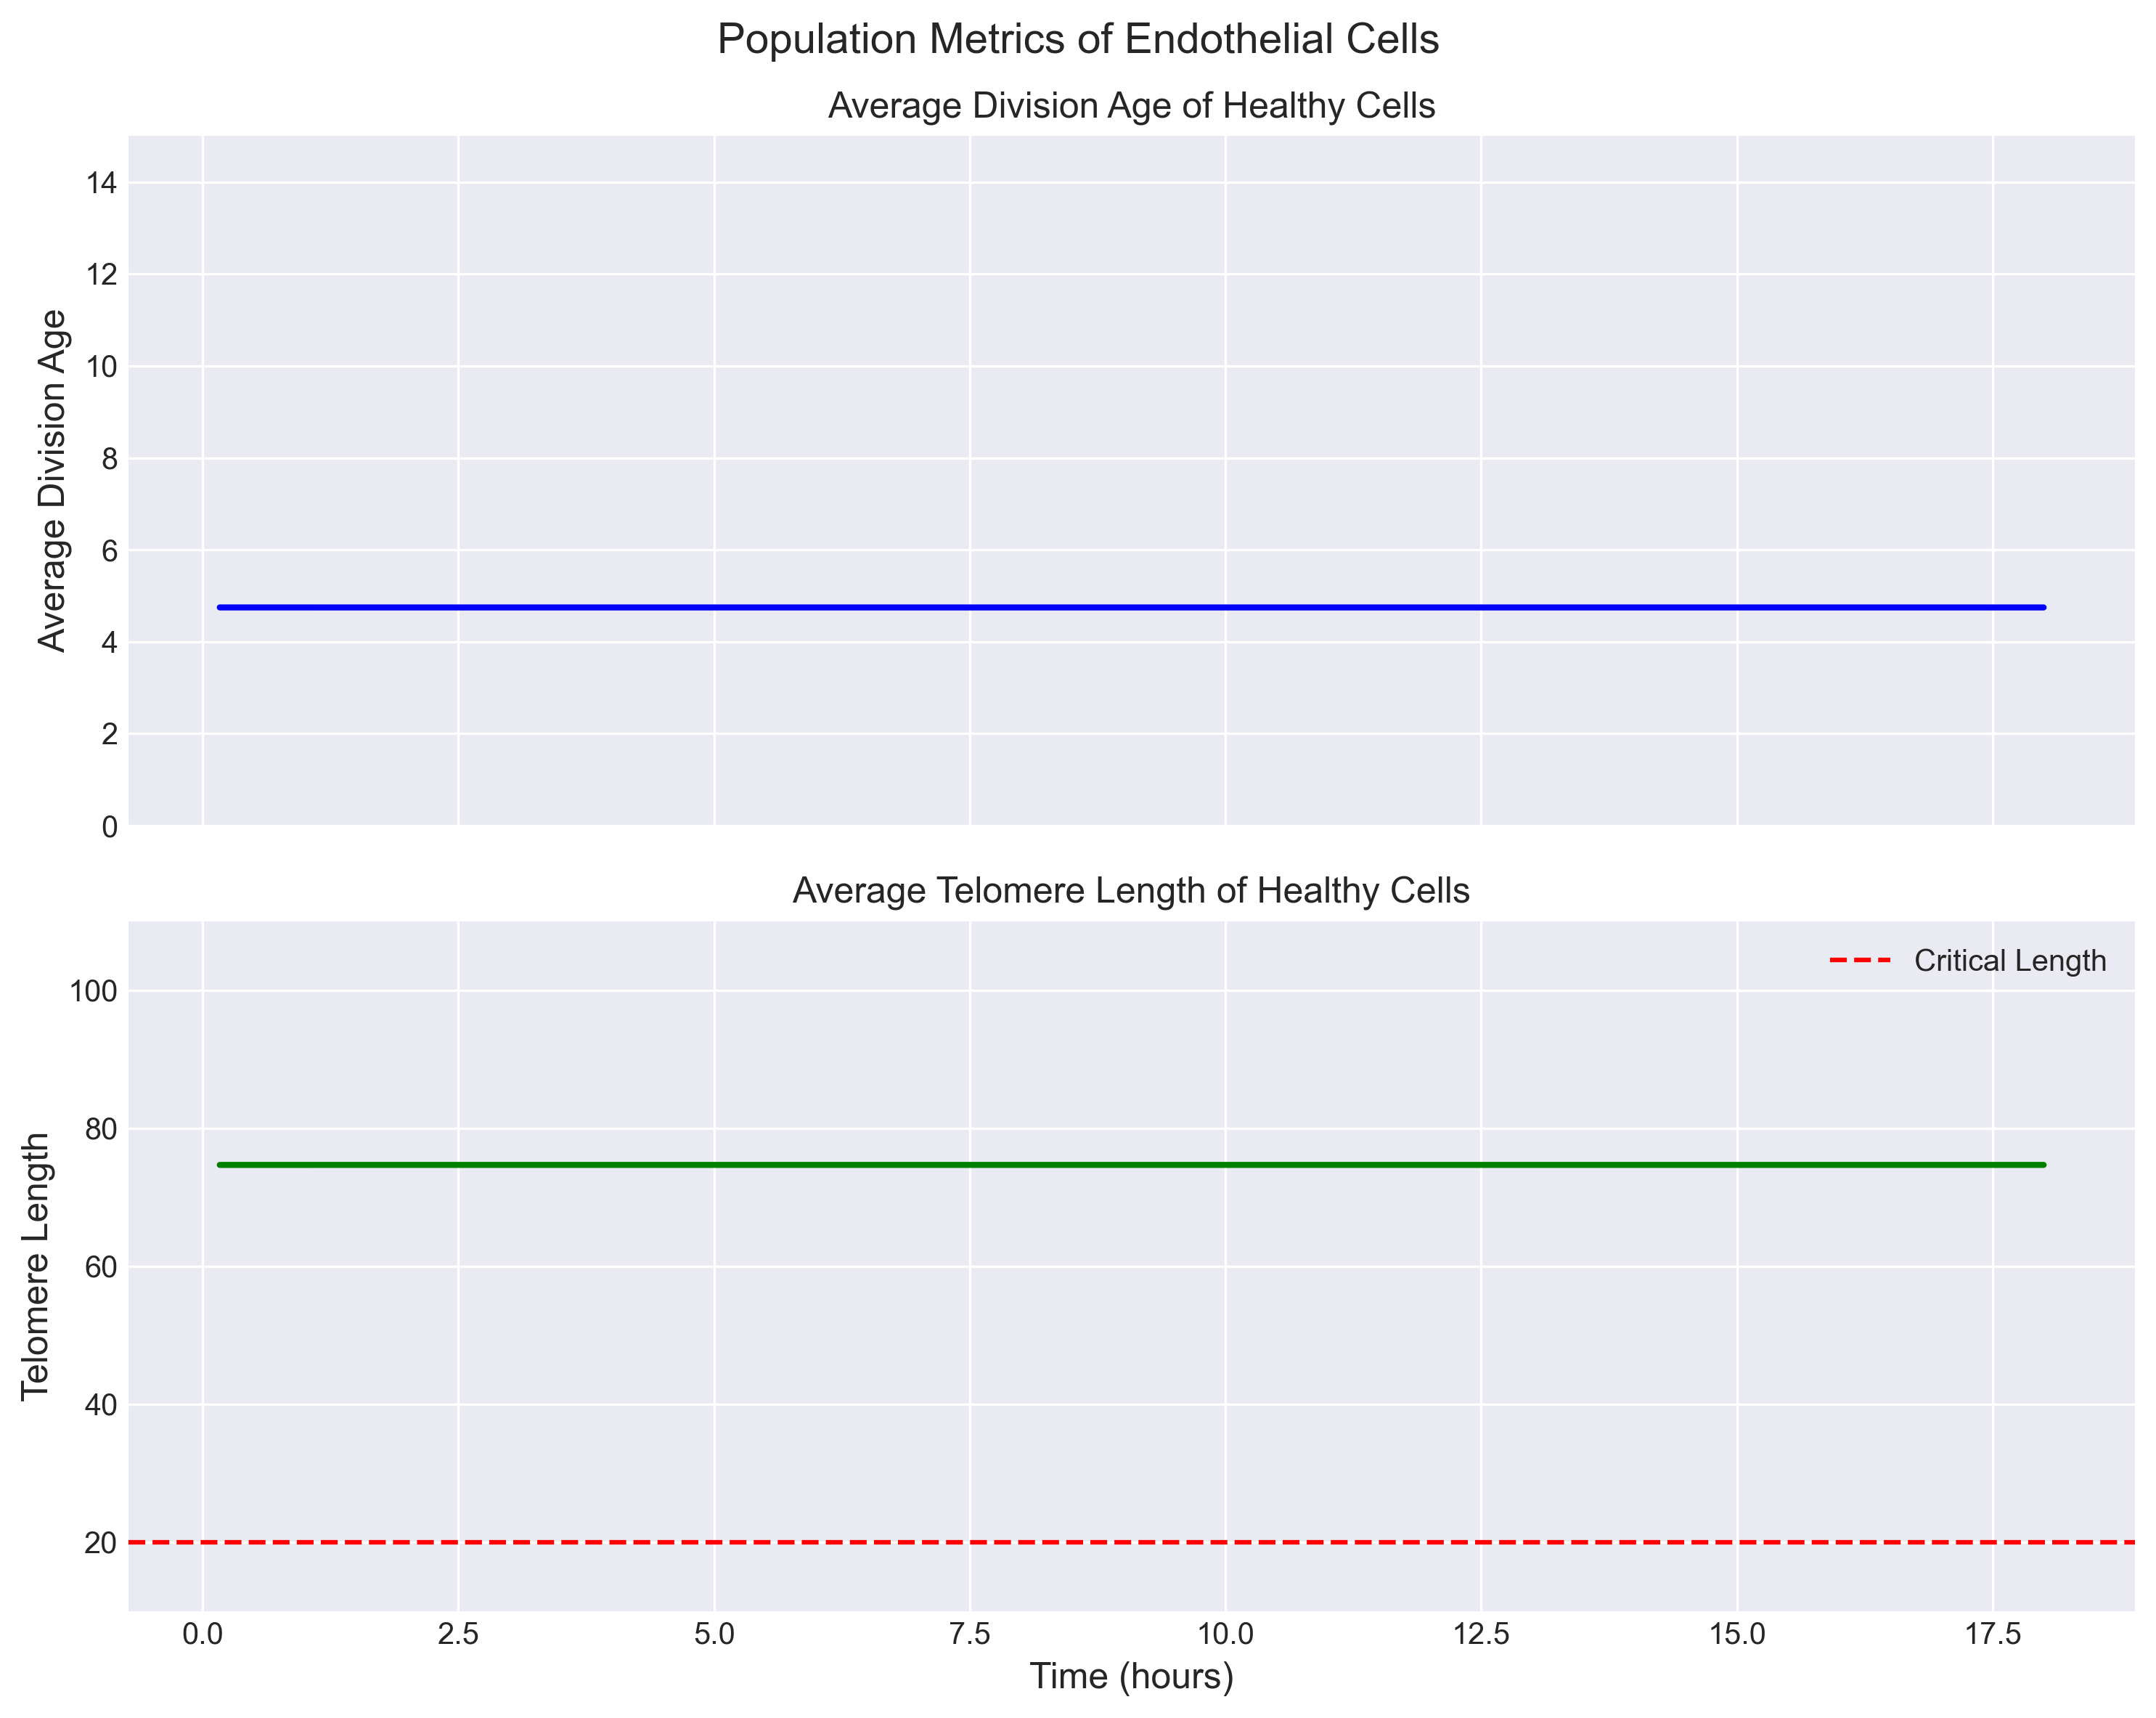 Population Metrics of Endothelial Cells
Average Division Age of Healthy Cells
Average Division Age
14
12
10
8
6
4
2
0
Average Telomere Length of Healthy Cells
Critical Length
Telomere Length
100
80
60
40
20
0.0 2.5 5.0 7.5 10.0 12.5 15.0 17.5
Time (hours)